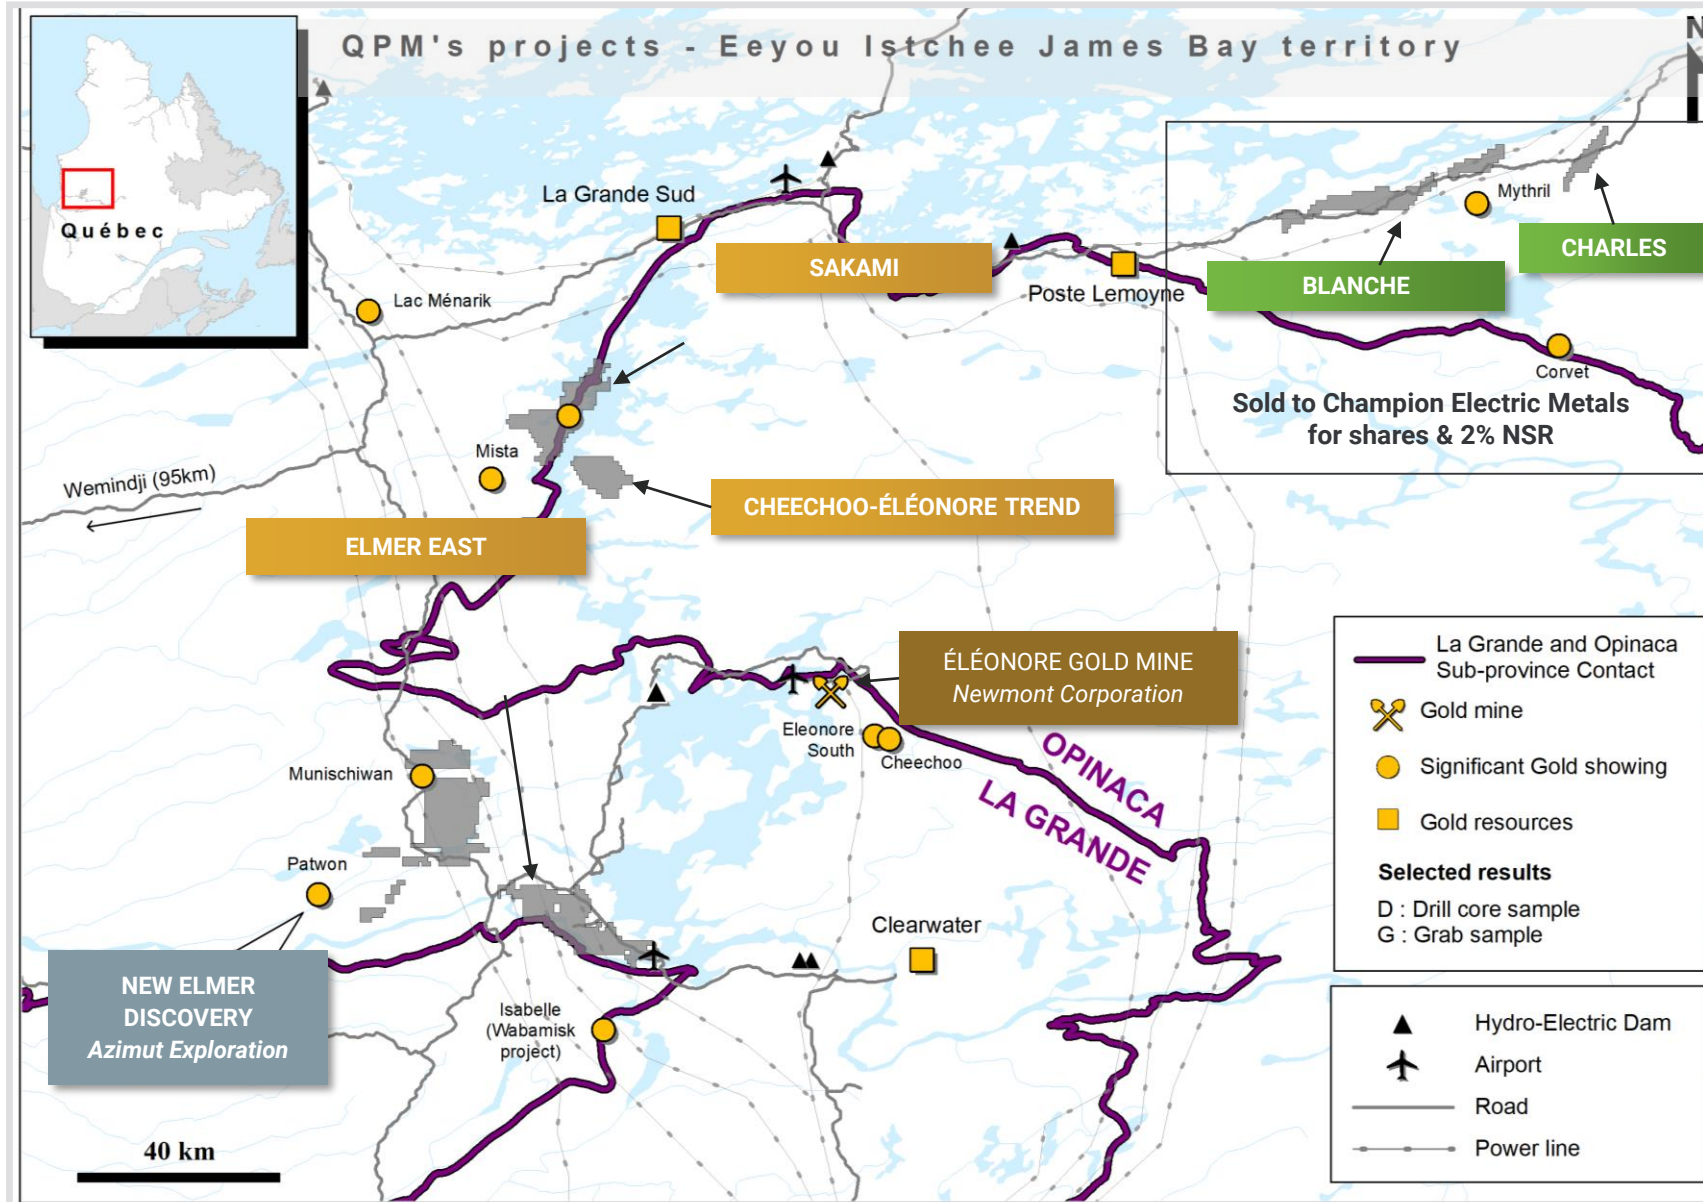 QPM's projects - Eeyou Istchee James Bay territory
N
Québec
La Grande Sud
Lac Ménarik
SAKAMI
Poste Lemoyne
Mythril
CHARLES
BLANCHE
Corvet
Sold to Champion Electric Metals
for shares & 2% NSR
Mista
Wemindji (95km)
CHEECHOO-ÉLÉONORE TREND
ELMER EAST
ÉLÉONORE GOLD MINE
Newmont Corporation
Eleonore
South
Cheechoo
OPINACA
LA GRANDE
Munischiwan
Patwon
Clearwater
NEW ELMER
DISCOVERY
Azimut Exploration
Isabelle
(Wabamisk
project)
40 km
La Grande and Opinaca
Sub-province Contact
Gold mine
Significant Gold showing
Gold resources
Selected results
D : Drill core sample
G : Grab sample
Hydro-Electric Dam
Airport
Road
Power line